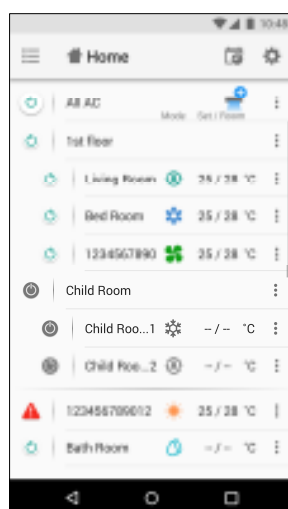 10:48
Home
All AC
Mode Set / Room
1st floor
Living Room 25 / 28 °C
Bed Room 25 / 28 °C
1234567890 25 / 28 °C
Child Room
Child Roo...1 -- / -- °C
Child Roo...2 -- / -- °C
123456789012 25 / 28 °C
Bath Room -- / -- °C